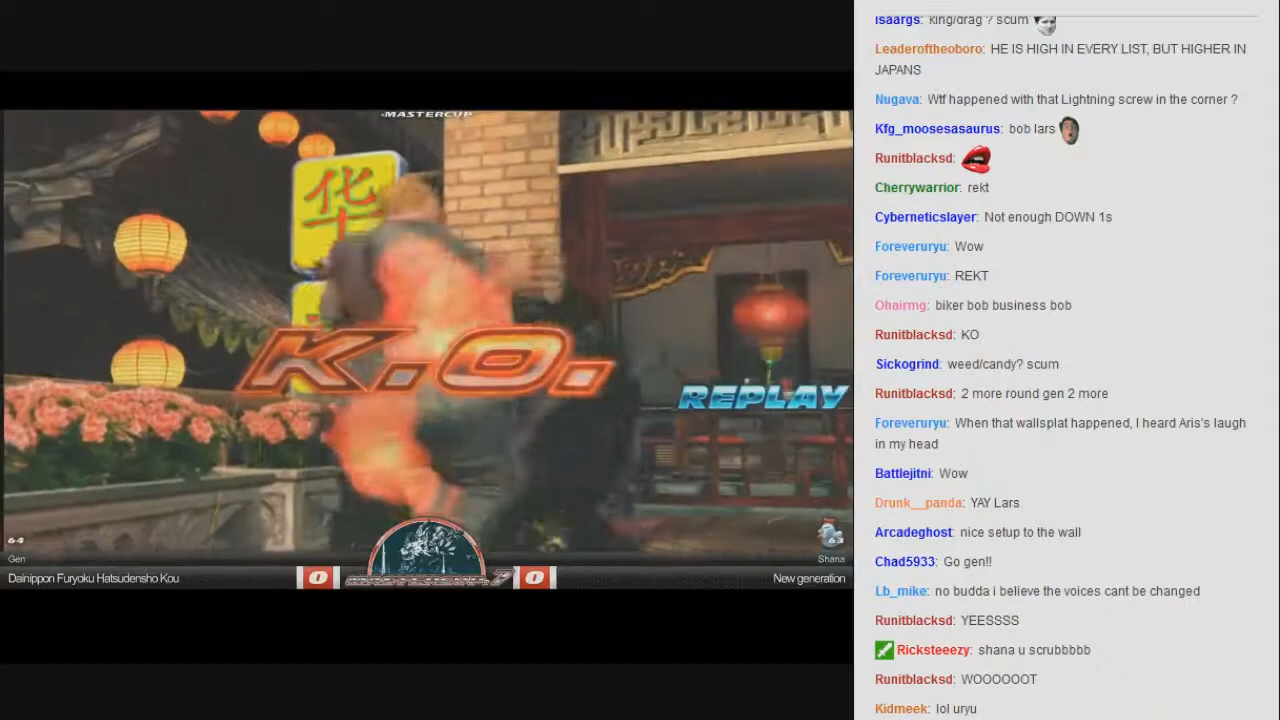 MASTERCUP
华
K.O.
REPLAY
64
Gen
Dainippon Furyoku Hatsudensho Kou
0
0
63
Shana
New generation
isaargs: king/drag ? scum
Leaderoftheoboro: HE IS HIGH IN EVERY LIST, BUT HIGHER IN
JAPANS
Nugava: Wtf happened with that Lightning screw in the corner ?
Kfg_moosesasaurus: bob lars
Runitblacksd:
Cherrywarrior: rekt
Cyberneticslayer: Not enough DOWN 1s
Foreveruryu: Wow
Foreveruryu: REKT
Ohairmg: biker bob business bob
Runitblacksd: KO
Sickogrind: weed/candy? scum
Runitblacksd: 2 more round gen 2 more
Foreveruryu: When that wallsplat happened, I heard Aris's laugh
in my head
Battlejitni: Wow
Drunk__panda: YAY Lars
Arcadeghost: nice setup to the wall
Chad5933: Go gen!!
Lb_mike: no budda i believe the voices cant be changed
Runitblacksd: YEESSSS
Ricksteeezy: shana u scrubbbbb
Runitblacksd: WOOOOOOT
Kidmeek: lol uryu